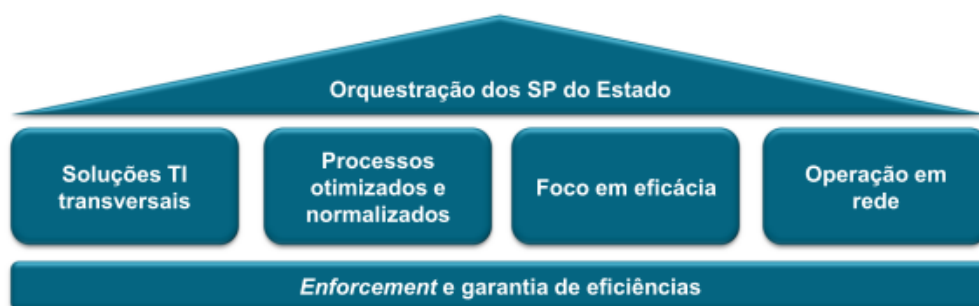 Orquestração dos SP do Estado
Soluções TI
transversais
Processos
otimizados e
normalizados
Foco em eficácia
Operação em
rede
Enforcement e garantia de eficiências